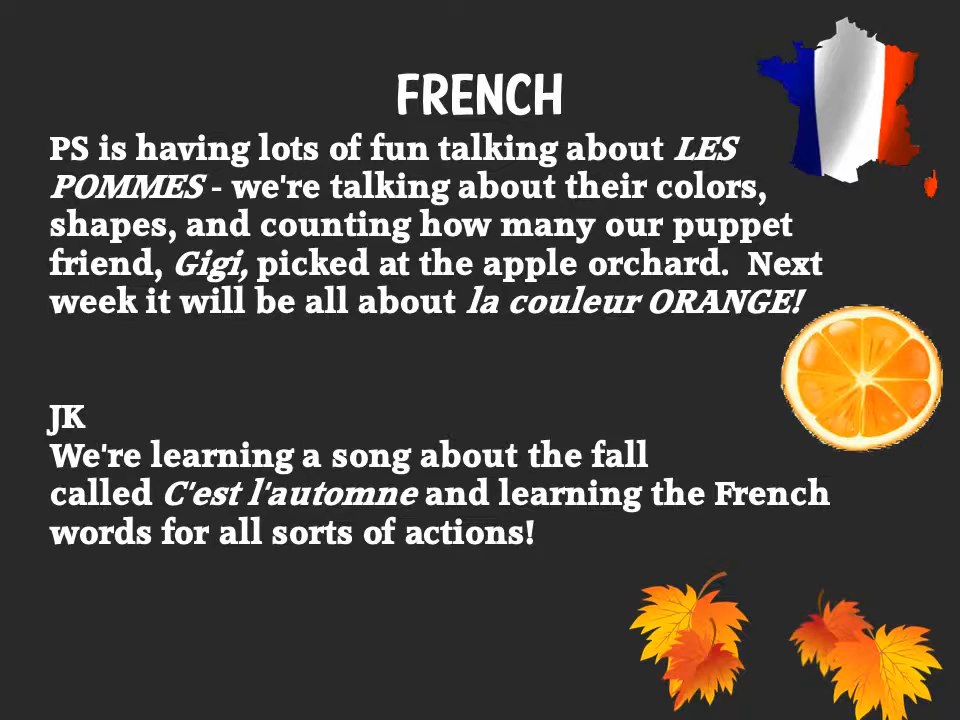 FRENCH
PS is having lots of fun talking about LES
POMMES - we're talking about their colors,
shapes, and counting how many our puppet
friend, Gigi, picked at the apple orchard.  Next
week it will be all about la couleur ORANGE!
JK
We're learning a song about the fall
called C'est l'automne and learning the French
words for all sorts of actions!